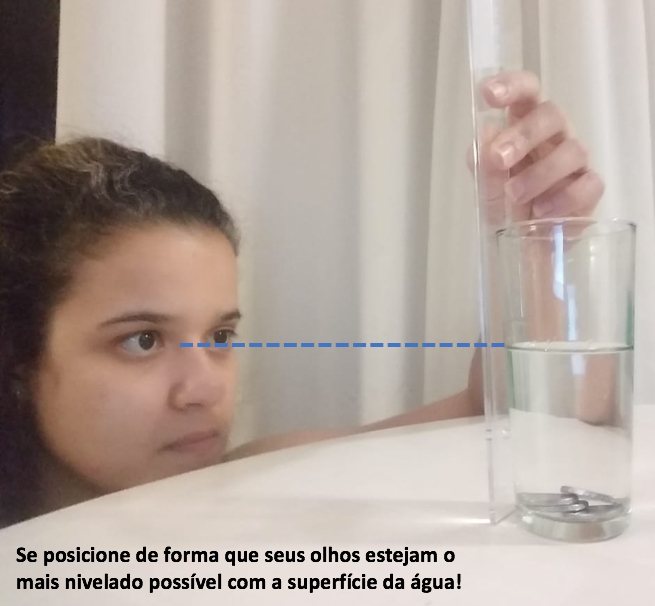 Se posicione de forma que seus olhos estejam o
mais nivelado possível com a superfície da água!